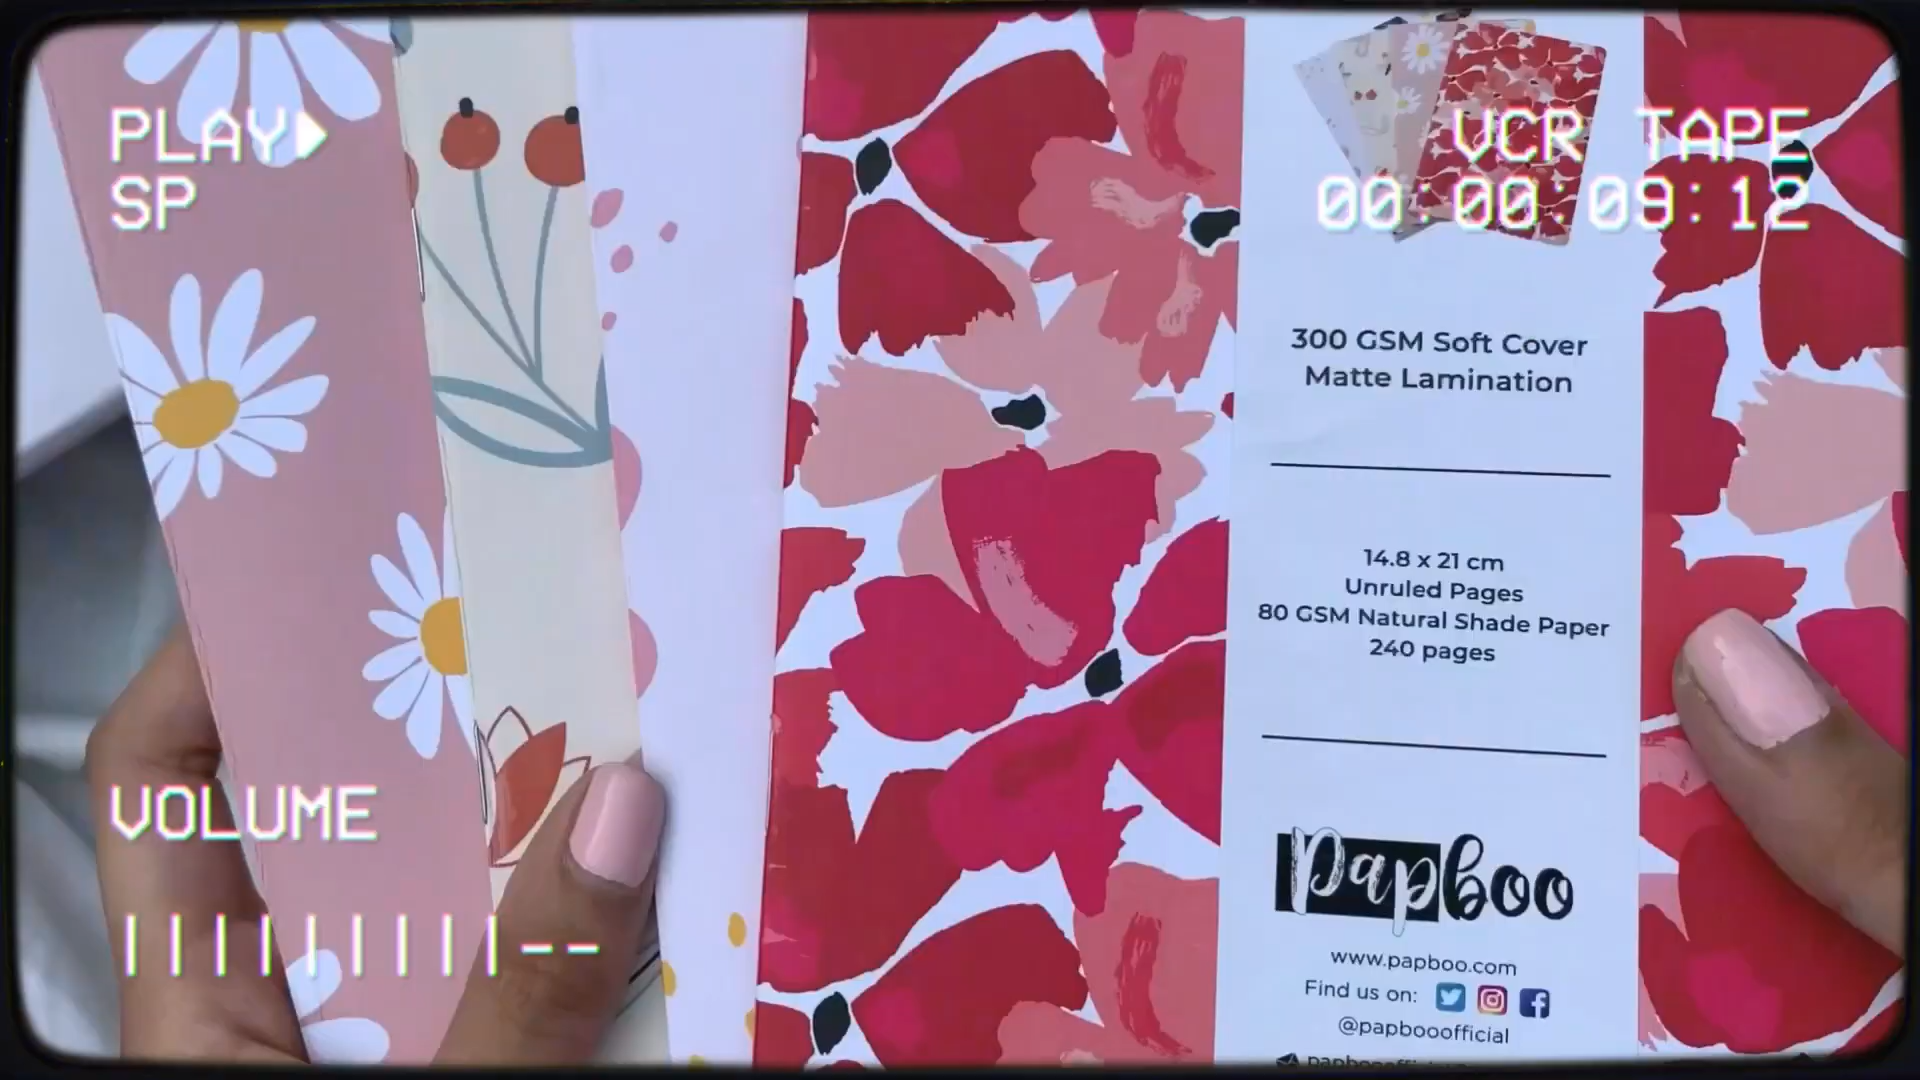 PLAY
SP
VCR TAPE
00:00:09:12
300 GSM Soft Cover
Matte Lamination
14.8 x 21 cm
Unruled Pages
80 GSM Natural Shade Paper
240 pages
VOLUME
papboo
www.papboo.com
Find us on:
@papbooofficial